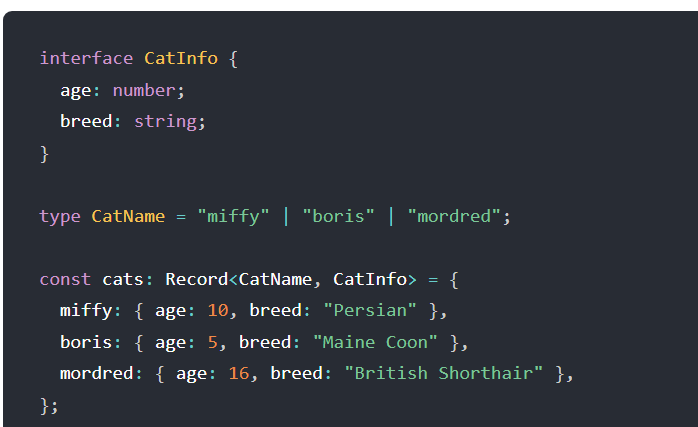 interface CatInfo {
  age: number;
  breed: string;
}

type CatName = "miffy" | "boris" | "mordred";

const cats: Record<CatName, CatInfo> = {
  miffy: { age: 10, breed: "Persian" },
  boris: { age: 5, breed: "Maine Coon" },
  mordred: { age: 16, breed: "British Shorthair" },
};